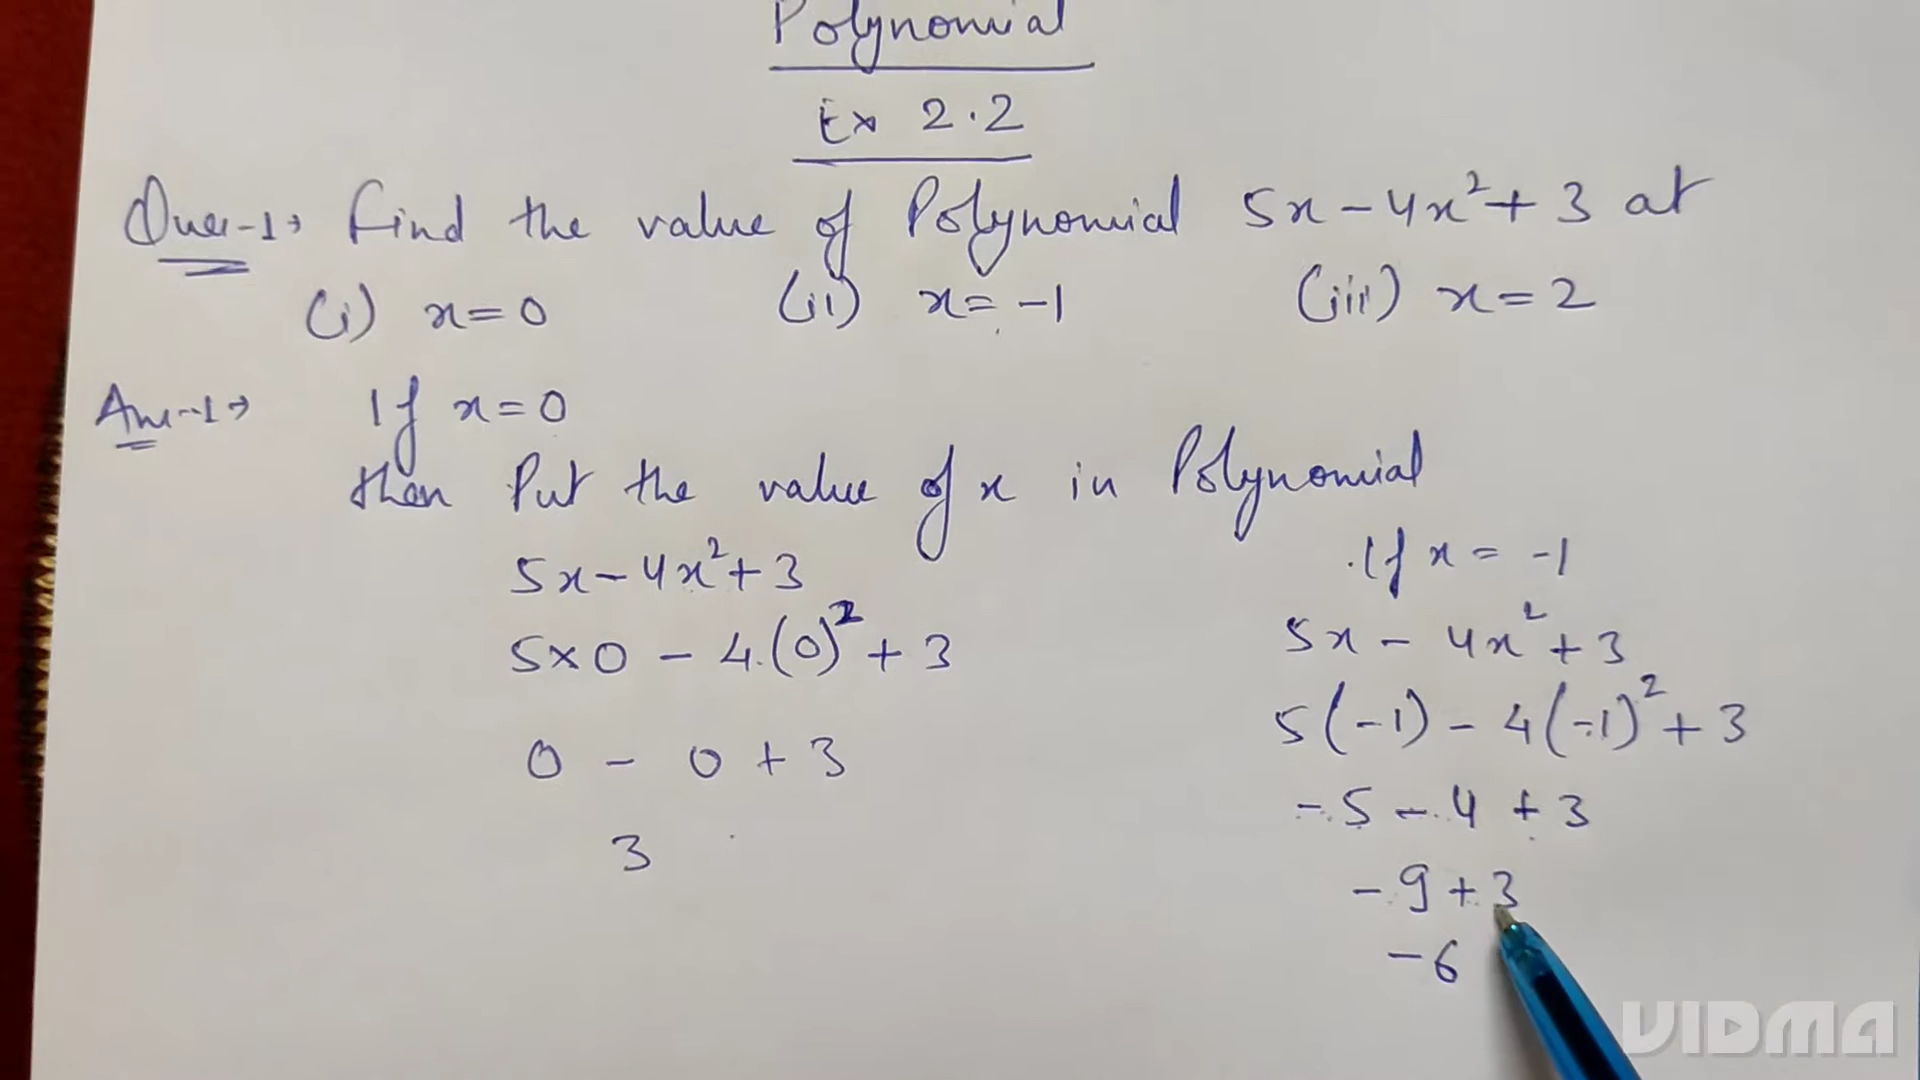 Polynomial
Ex 2.2
Ques-1→ Find the value of Polynomial 5x-4x²+3 at
(i) x=0 (ii) x=-1 (iii) x=2
Ans-1→ If x=0
then Put the value of x in Polynomial
5x-4x²+3
5×0 - 4.(0)² + 3
0 - 0 + 3
3
If x = -1
5x - 4x² + 3
5(-1) - 4(-1)² + 3
-5 - 4 + 3
-9 + 3
-6
VIDMA